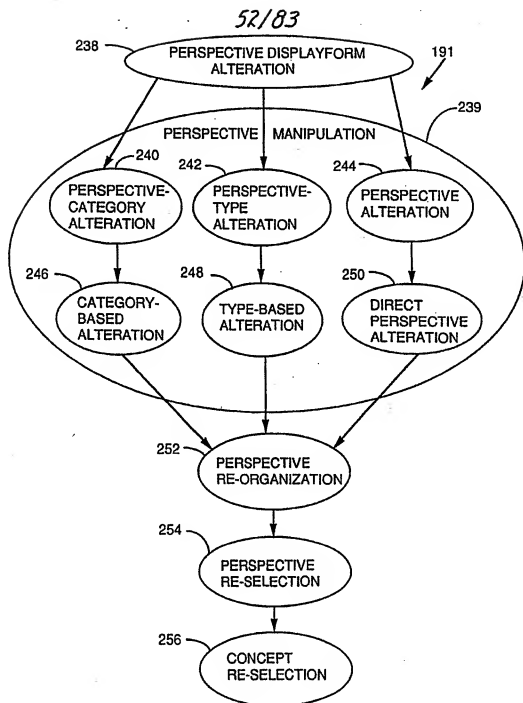 52/83
238
PERSPECTIVE DISPLAYFORM
ALTERATION
191
239
PERSPECTIVE MANIPULATION
240
PERSPECTIVE-
CATEGORY
ALTERATION
242
PERSPECTIVE-
TYPE
ALTERATION
244
PERSPECTIVE
ALTERATION
246
CATEGORY-
BASED
ALTERATION
248
TYPE-BASED
ALTERATION
250
DIRECT
PERSPECTIVE
ALTERATION
252
PERSPECTIVE
RE-ORGANIZATION
254
PERSPECTIVE
RE-SELECTION
256
CONCEPT
RE-SELECTION